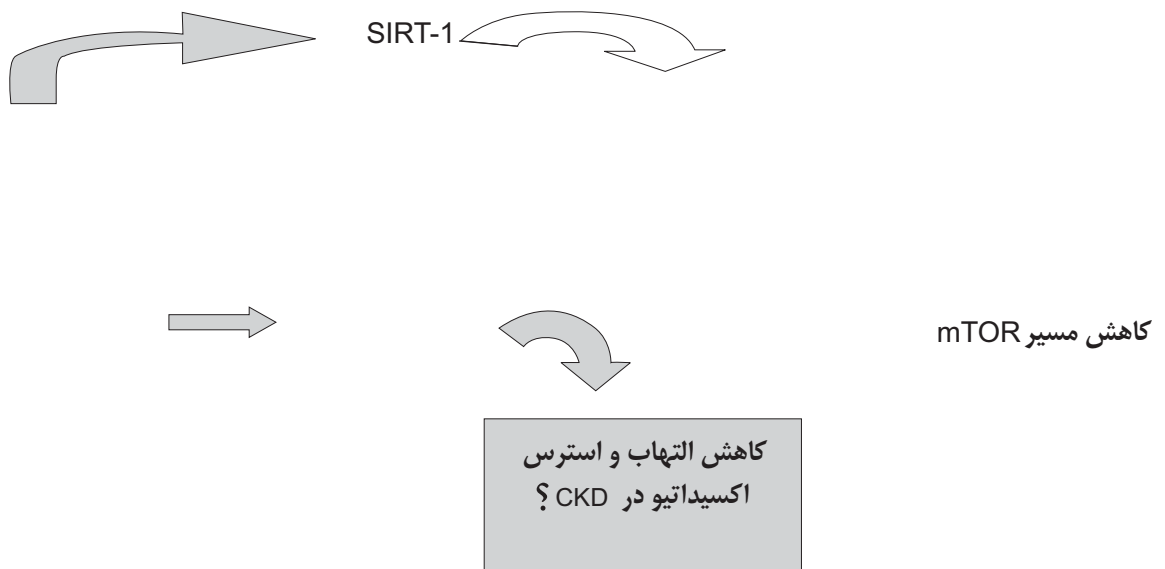 SIRT-1
کاهش مسیر mTOR
کاهش التهاب و استرس
اکسیداتیو در CKD ؟